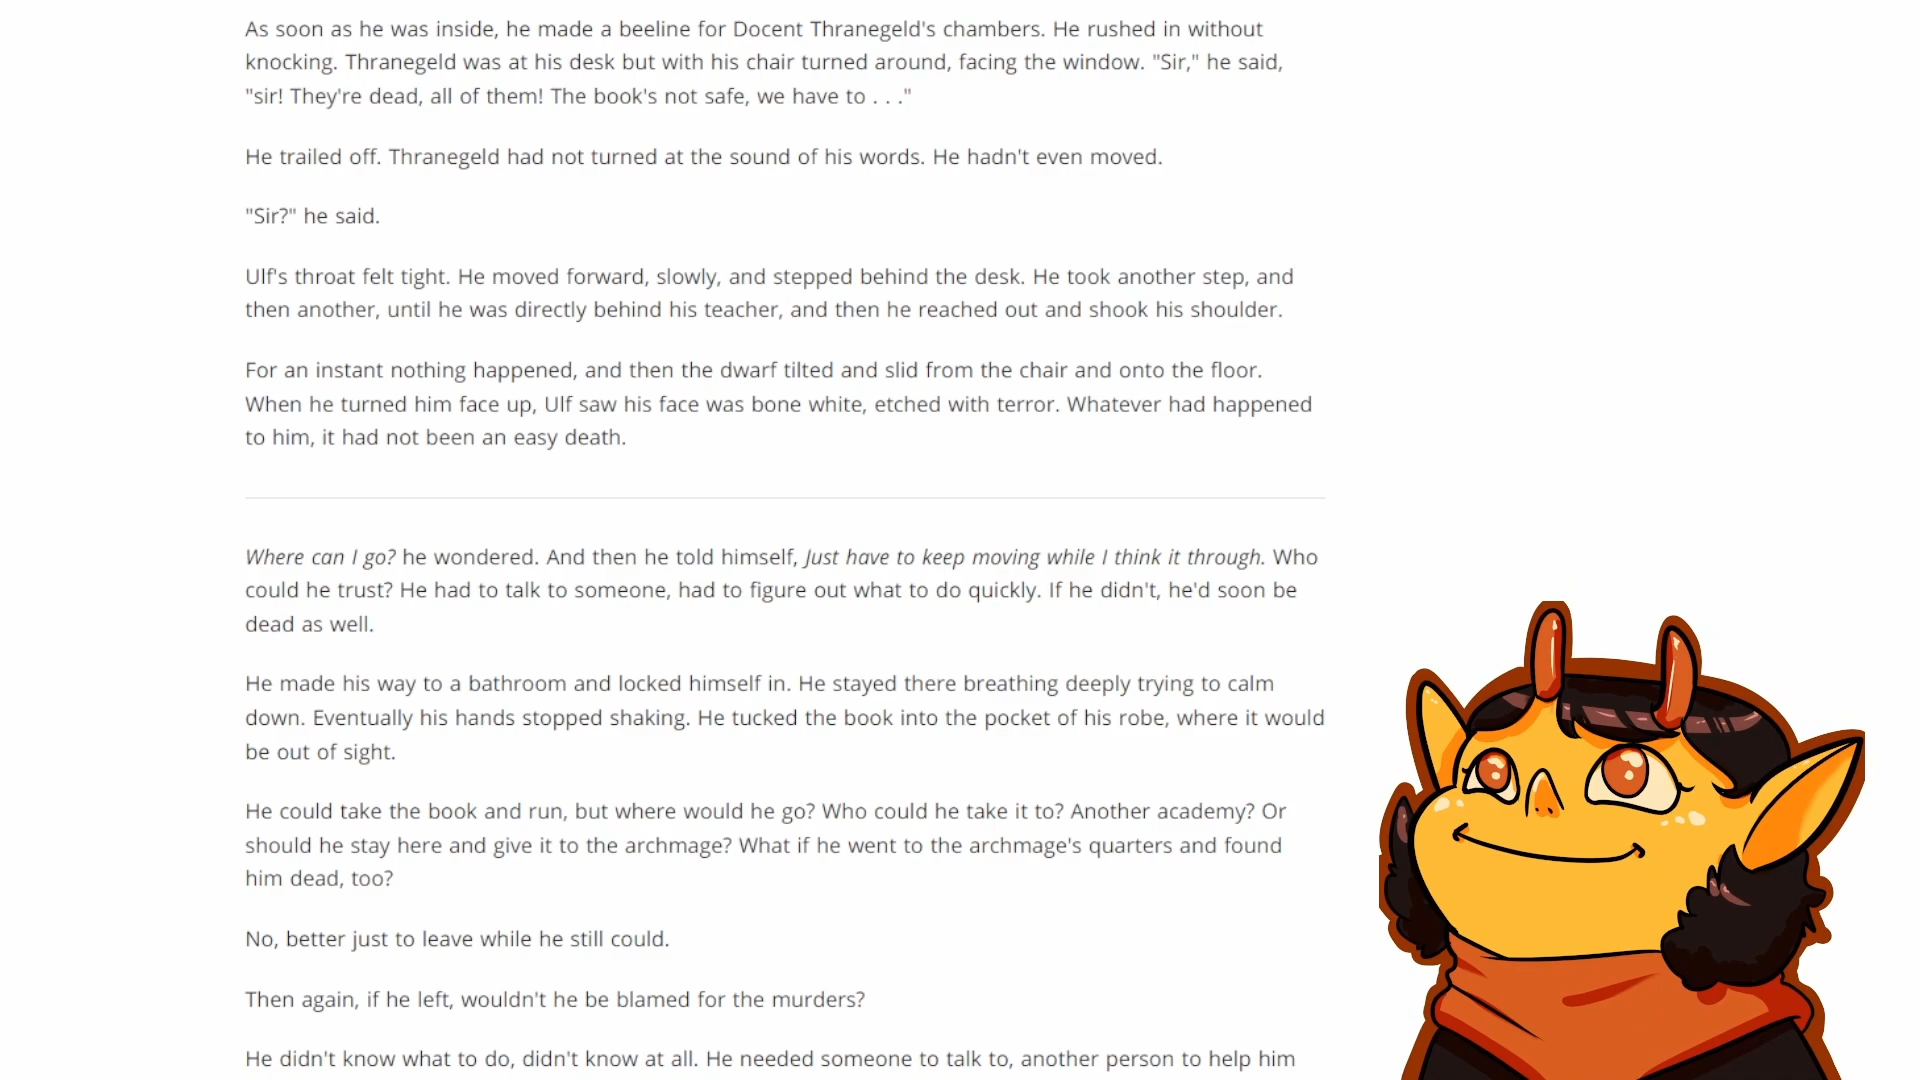 As soon as he was inside, he made a beeline for Docent Thranegeld's chambers. He rushed in without
knocking. Thranegeld was at his desk but with his chair turned around, facing the window. "Sir," he said,
"sir! They're dead, all of them! The book's not safe, we have to . . ."
He trailed off. Thranegeld had not turned at the sound of his words. He hadn't even moved.
"Sir?" he said.
Ulf's throat felt tight. He moved forward, slowly, and stepped behind the desk. He took another step, and
then another, until he was directly behind his teacher, and then he reached out and shook his shoulder.
For an instant nothing happened, and then the dwarf tilted and slid from the chair and onto the floor.
When he turned him face up, Ulf saw his face was bone white, etched with terror. Whatever had happened
to him, it had not been an easy death.
Where can I go? he wondered. And then he told himself, Just have to keep moving while I think it through. Who
could he trust? He had to talk to someone, had to figure out what to do quickly. If he didn't, he'd soon be
dead as well.
He made his way to a bathroom and locked himself in. He stayed there breathing deeply trying to calm
down. Eventually his hands stopped shaking. He tucked the book into the pocket of his robe, where it would
be out of sight.
He could take the book and run, but where would he go? Who could he take it to? Another academy? Or
should he stay here and give it to the archmage? What if he went to the archmage's quarters and found
him dead, too?
No, better just to leave while he still could.
Then again, if he left, wouldn't he be blamed for the murders?
He didn't know what to do, didn't know at all. He needed someone to talk to, another person to help him